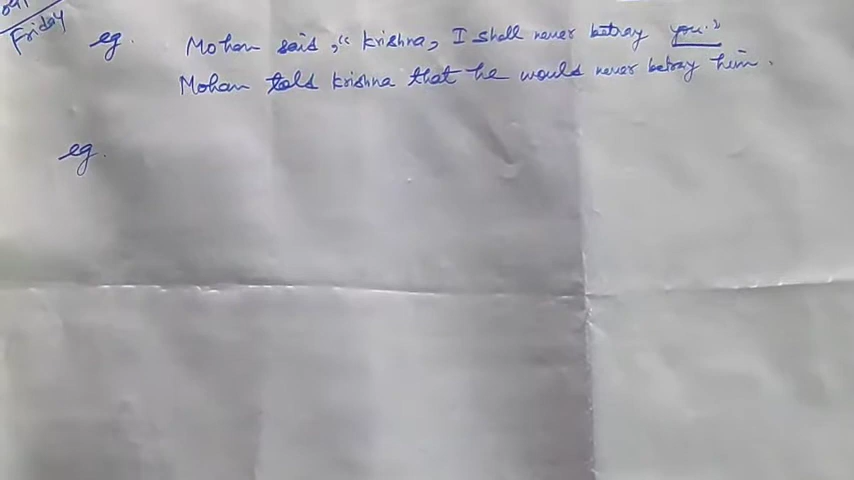 Friday
eg. Mohan said, "Krishna, I shall never betray you."
Mohan told Krishna that he would never betray him.
eg.